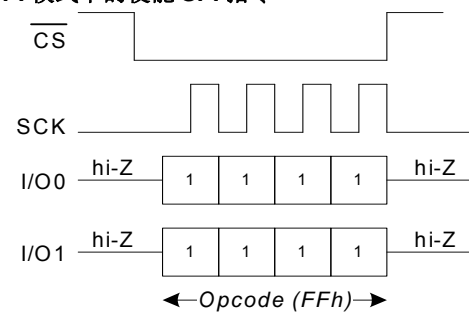 CS
SCK
I/O0 hi-Z 1 1 1 1 hi-Z
I/O1 hi-Z 1 1 1 1 hi-Z
Opcode (FFh)